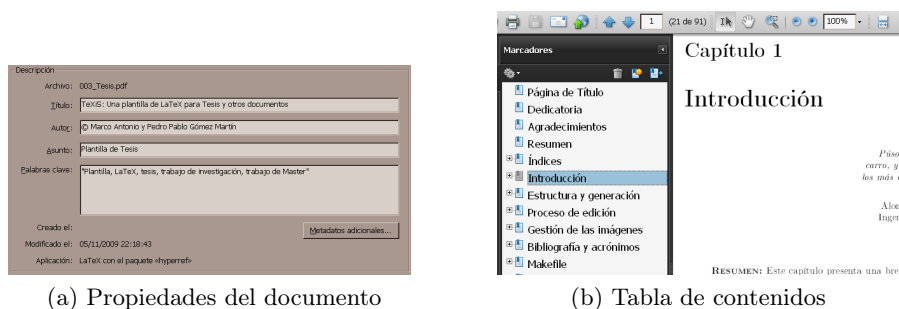 Descripción
Archivo: 003_Tesis.pdf
Título: TeXiS: Una plantilla de LaTeX para Tesis y otros documentos
Autor: © Marco Antonio y Pedro Pablo Gómez Martín
Asunto: Plantilla de Tesis
Palabras clave: "Plantilla, LaTeX, tesis, trabajo de investigación, trabajo de Master"
Creado el:
Metadatos adicionales...
Modificado el: 05/11/2009 22:18:43
Aplicación: LaTeX con el paquete «hyperref»
(a) Propiedades del documento
1 (21 de 91) 100%
Marcadores
Página de Título
Dedicatoria
Agradecimientos
Resumen
Índices
Introducción
Estructura y generación
Proceso de edición
Gestión de las imágenes
Bibliografía y acrónimos
Makefile
Capítulo 1
Introducción
Púso
carro, y
los más
Alon
Inger
RESUMEN: Este capítulo presenta una bre
(b) Tabla de contenidos